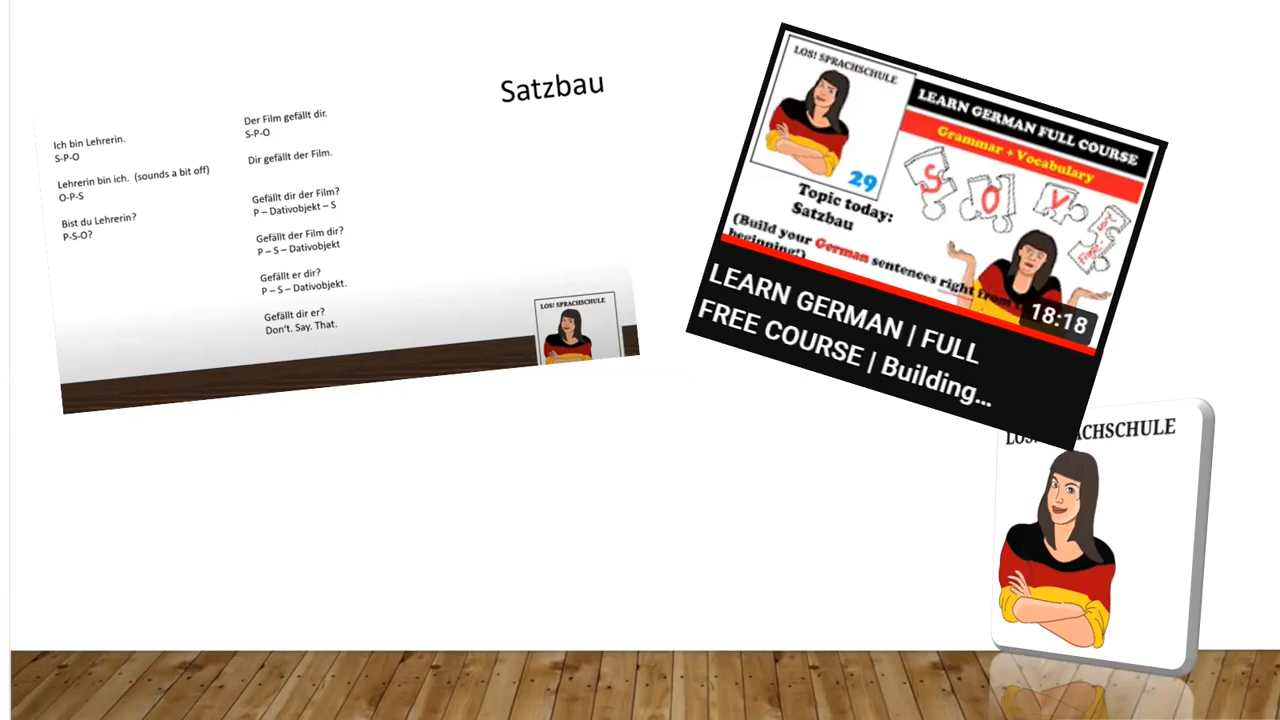 Satzbau
Ich bin Lehrerin.
S-P-O
Lehrerin bin ich. (sounds a bit off)
O-P-S
Bist du Lehrerin?
P-S-O?
Der Film gefällt dir.
S-P-O
Dir gefällt der Film.
Gefällt dir der Film?
P – Dativobjekt – S
Gefällt der Film dir?
P – S – Dativobjekt
Gefällt er dir?
P – S – Dativobjekt.
Gefällt dir er?
Don't. Say. That.
LOS! SPRACHSCHULE
LOS! SPRACHSCHULE
29
LEARN GERMAN FULL COURSE
Grammar + Vocabulary
S O V
Topic today:
Satzbau
(Build your German sentences right from
beginning!)
18:18
LEARN GERMAN | FULL
FREE COURSE | Building...
LOS! ACHSCHULE